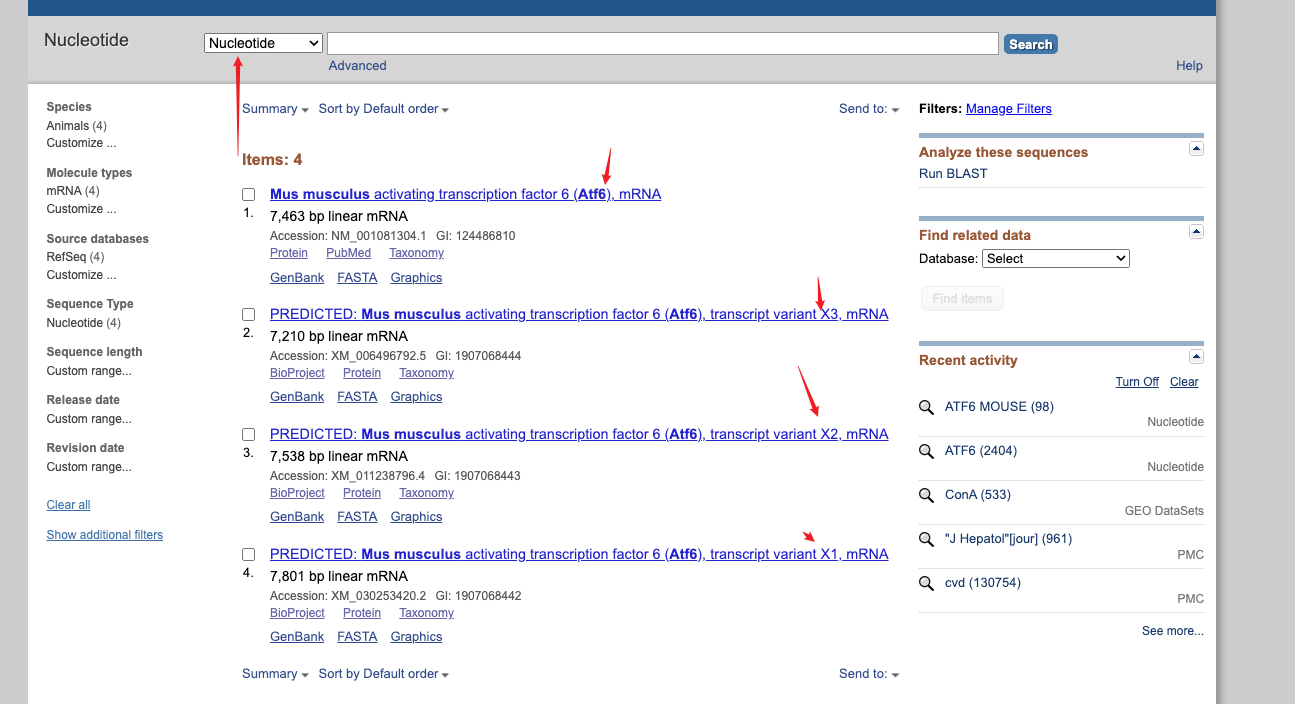 Nucleotide
Nucleotide
Search
Advanced
Help
Species
Animals (4)
Customize ...
Molecule types
mRNA (4)
Customize ...
Source databases
RefSeq (4)
Customize ...
Sequence Type
Nucleotide (4)
Sequence length
Custom range...
Release date
Custom range...
Revision date
Custom range...
Clear all
Show additional filters
Summary
Sort by Default order
Send to:
Items: 4
1.
Mus musculus activating transcription factor 6 (Atf6), mRNA
7,463 bp linear mRNA
Accession: NM_001081304.1 GI: 124486810
Protein PubMed Taxonomy
GenBank FASTA Graphics
2.
PREDICTED: Mus musculus activating transcription factor 6 (Atf6), transcript variant X3, mRNA
7,210 bp linear mRNA
Accession: XM_006496792.5 GI: 1907068444
BioProject Protein Taxonomy
GenBank FASTA Graphics
3.
PREDICTED: Mus musculus activating transcription factor 6 (Atf6), transcript variant X2, mRNA
7,538 bp linear mRNA
Accession: XM_011238796.4 GI: 1907068443
BioProject Protein Taxonomy
GenBank FASTA Graphics
4.
PREDICTED: Mus musculus activating transcription factor 6 (Atf6), transcript variant X1, mRNA
7,801 bp linear mRNA
Accession: XM_030253420.2 GI: 1907068442
BioProject Protein Taxonomy
GenBank FASTA Graphics
Summary
Sort by Default order
Send to:
Filters: Manage Filters
Analyze these sequences
Run BLAST
Find related data
Database: Select
Find items
Recent activity
Turn Off Clear
ATF6 MOUSE (98)
Nucleotide
ATF6 (2404)
Nucleotide
ConA (533)
GEO DataSets
"J Hepatol"[jour] (961)
PMC
cvd (130754)
PMC
See more...